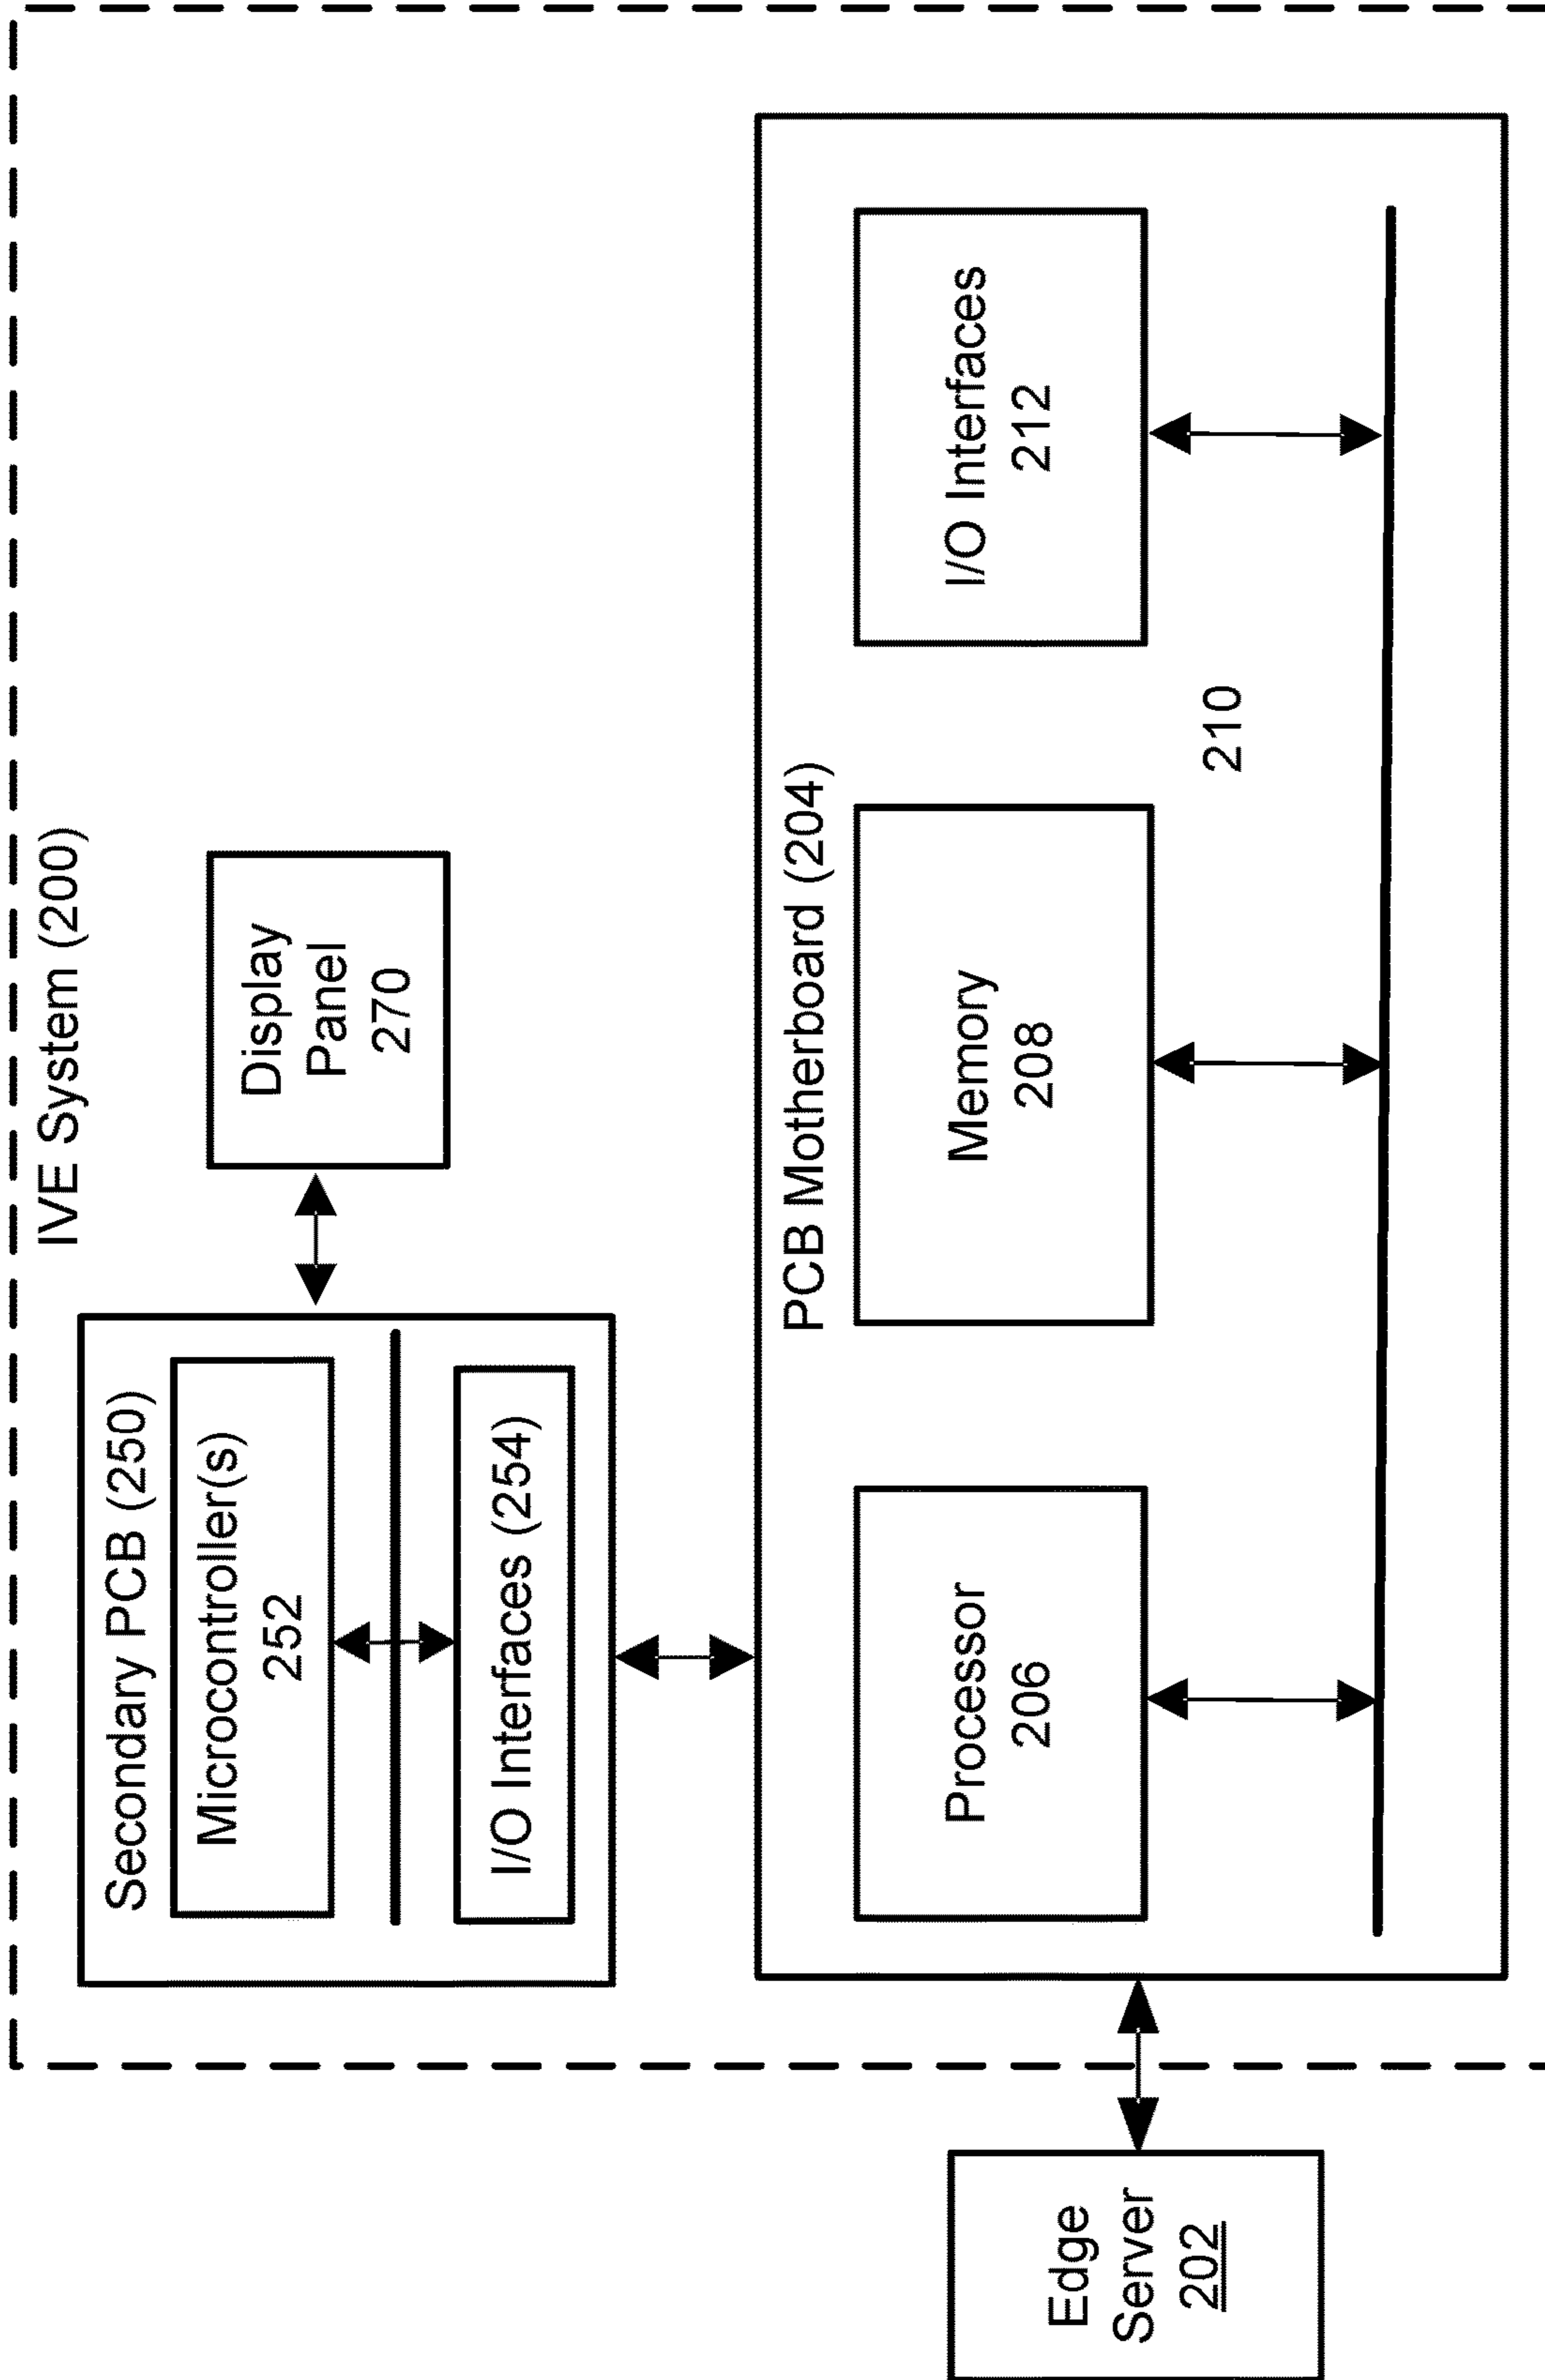 IVE System (200)
Secondary PCB (250)
Microcontroller(s)
252
I/O Interfaces (254)
Display
Panel
270
PCB Motherboard (204)
Processor
206
Memory
208
I/O Interfaces
212
210
Edge
Server
202